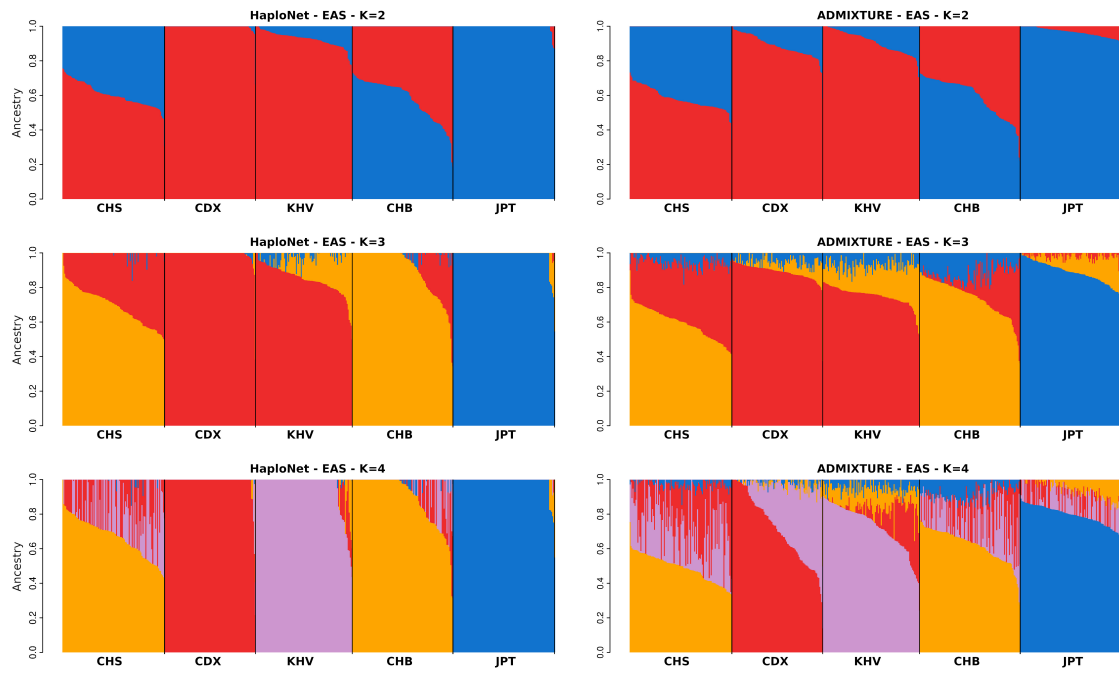 HaploNet - EAS - K=2
ADMIXTURE - EAS - K=2
Ancestry
0.0 0.2 0.4 0.6 0.8 1.0
0.0 0.2 0.4 0.6 0.8 1.0
CHS CDX KHV CHB JPT
CHS CDX KHV CHB JPT
HaploNet - EAS - K=3
ADMIXTURE - EAS - K=3
Ancestry
0.0 0.2 0.4 0.6 0.8 1.0
0.0 0.2 0.4 0.6 0.8 1.0
CHS CDX KHV CHB JPT
CHS CDX KHV CHB JPT
HaploNet - EAS - K=4
ADMIXTURE - EAS - K=4
Ancestry
0.0 0.2 0.4 0.6 0.8 1.0
0.0 0.2 0.4 0.6 0.8 1.0
CHS CDX KHV CHB JPT
CHS CDX KHV CHB JPT